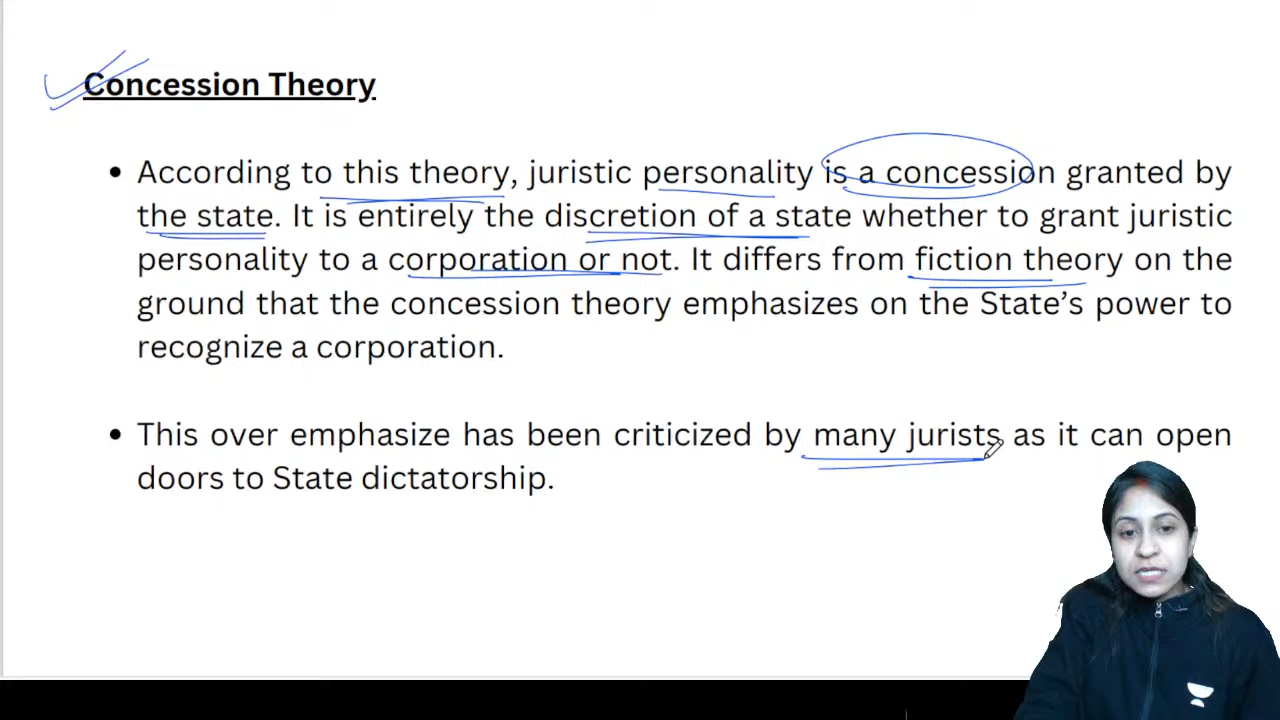 Concession Theory
• According to this theory, juristic personality is a concession granted by
the state. It is entirely the discretion of a state whether to grant juristic
personality to a corporation or not. It differs from fiction theory on the
ground that the concession theory emphasizes on the State’s power to
recognize a corporation.
• This over emphasize has been criticized by many jurists as it can open
doors to State dictatorship.